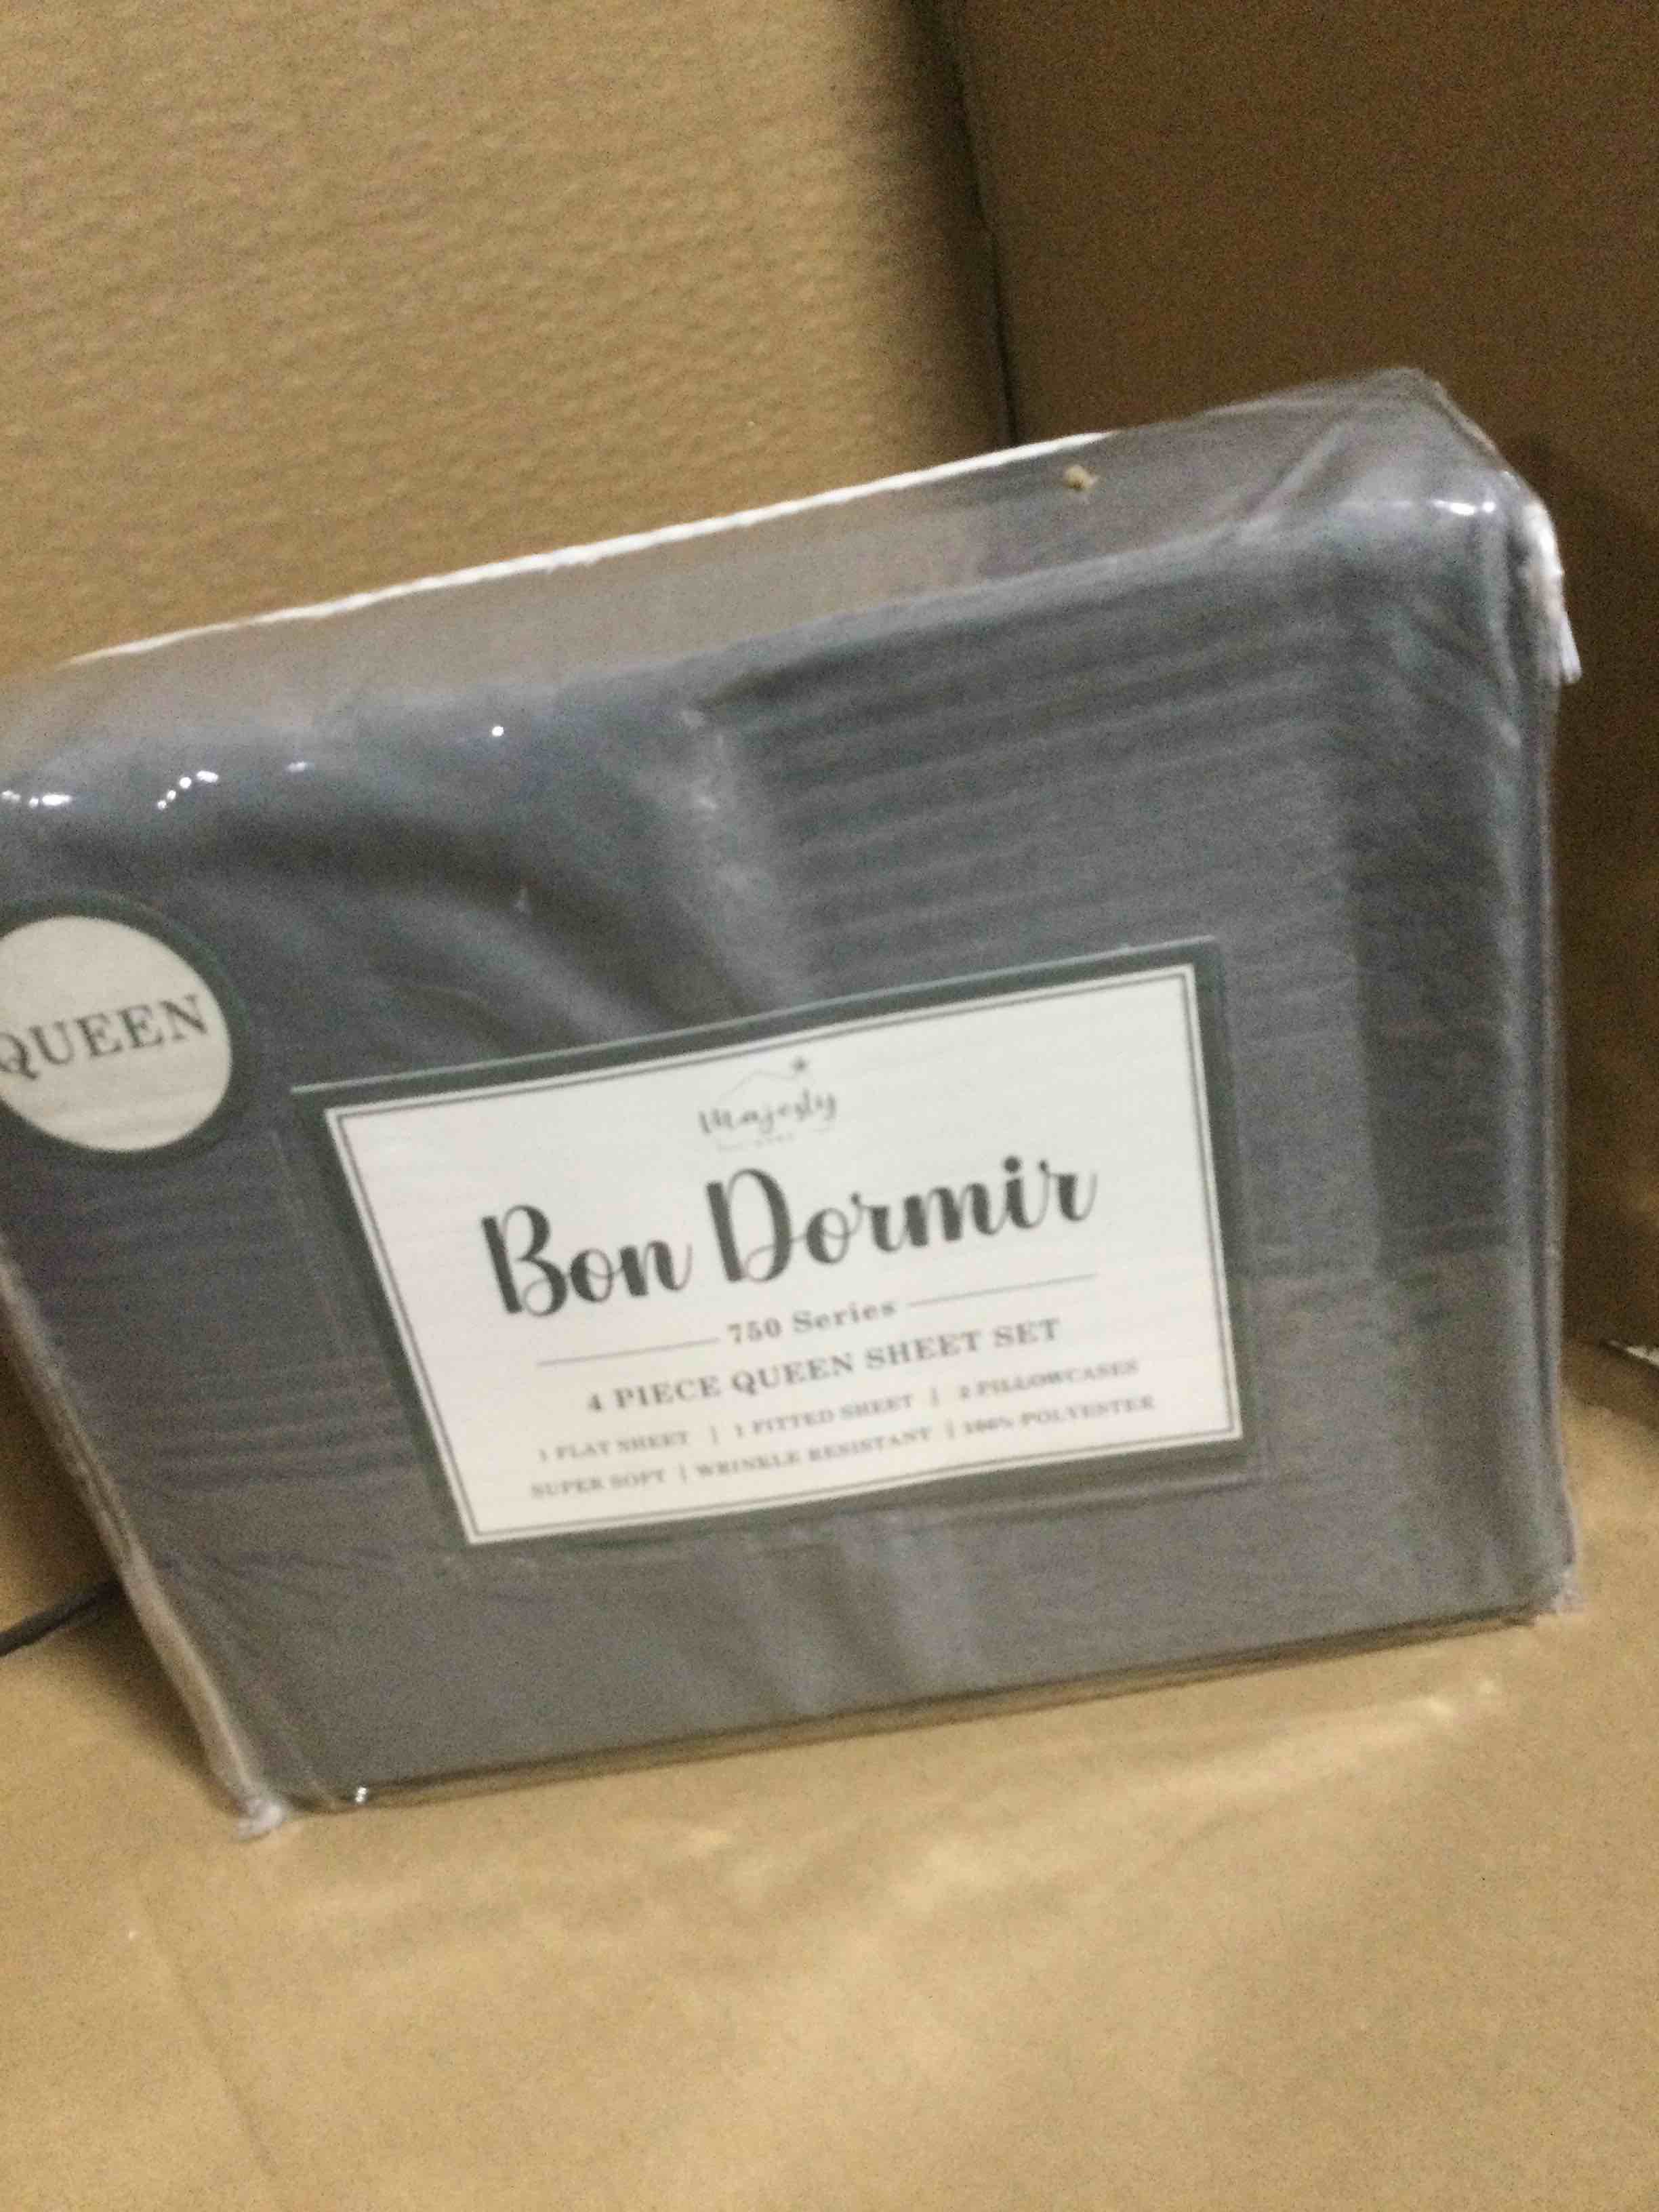 QUEEN
Majesty
Bon Dormir
750 Series
4 PIECE QUEEN SHEET SET
1 FLAT SHEET | 1 FITTED SHEET | 2 PILLOWCASES
SUPER SOFT | WRINKLE RESISTANT | 100% POLYESTER